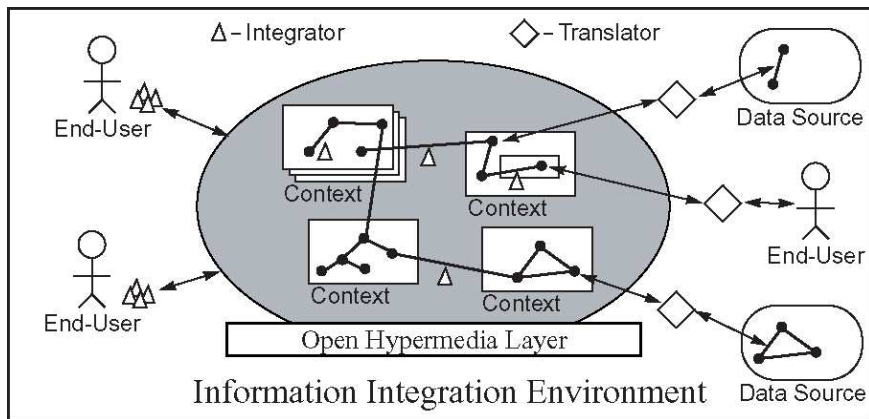 – Integrator
– Translator
End-User
Data Source
Context
Context
End-User
End-User
Context
Context
Open Hypermedia Layer
Information Integration Environment
Data Source